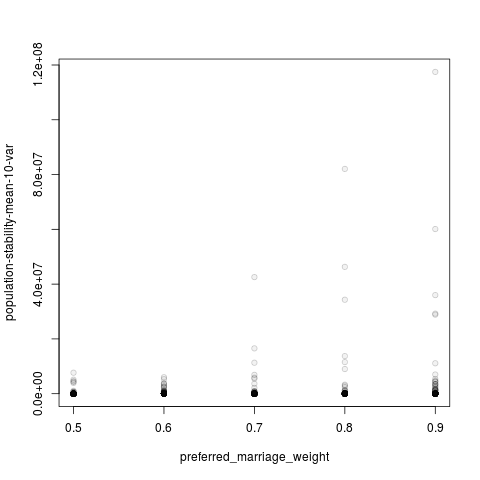 population-stability-mean-10-var
1.2e+08
8.0e+07
4.0e+07
0.0e+00
0.5 0.6 0.7 0.8 0.9
preferred_marriage_weight